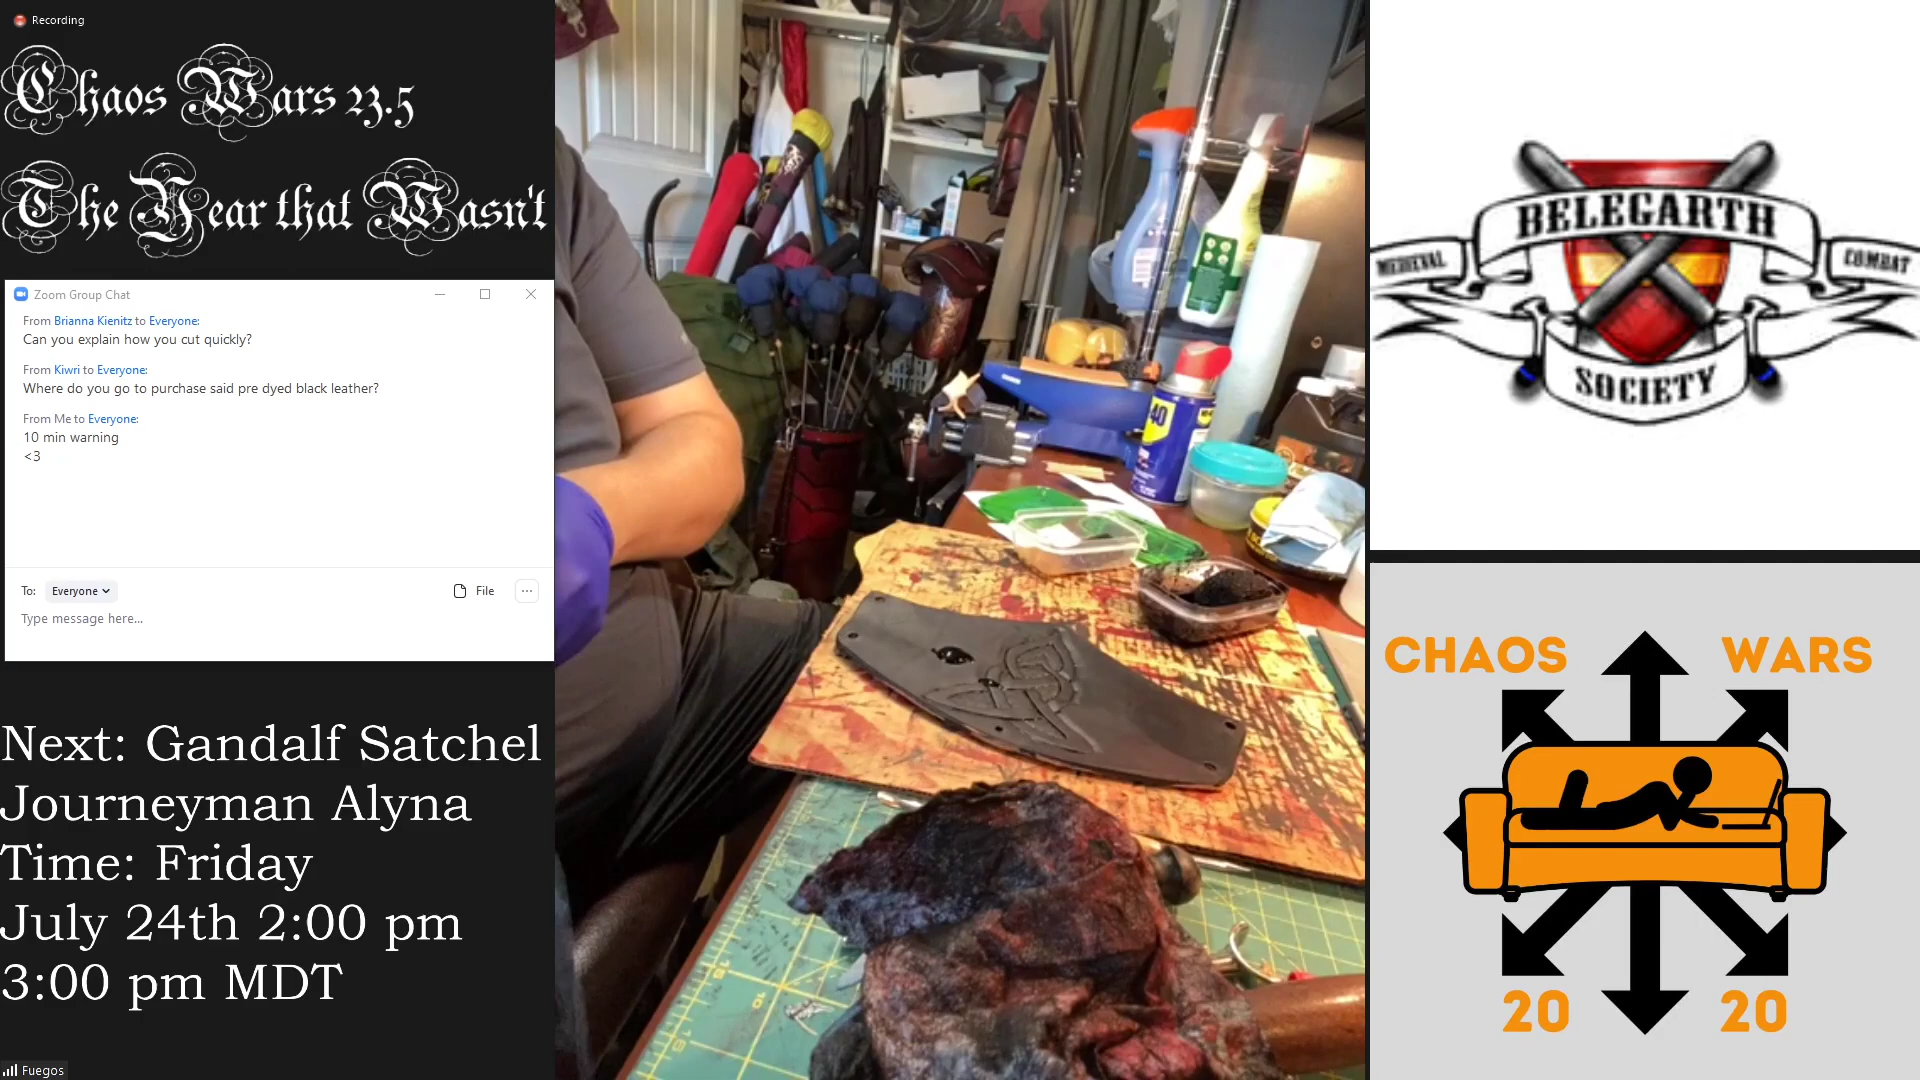 Recording
Chaos Wars 23.5
The Year that Wasn't
Zoom Group Chat
From Brianna Kienitz to Everyone:
Can you explain how you cut quickly?
From Kiwri to Everyone:
Where do you go to purchase said pre dyed black leather?
From Me to Everyone:
10 min warning
<3
To: Everyone
File
Type message here...
Next: Gandalf Satchel
Journeyman Alyna
Time: Friday
July 24th 2:00 pm
3:00 pm MDT
Fuegos
40
BELEGARTH
MEDIEVAL
COMBAT
SOCIETY
CHAOS WARS
20 20